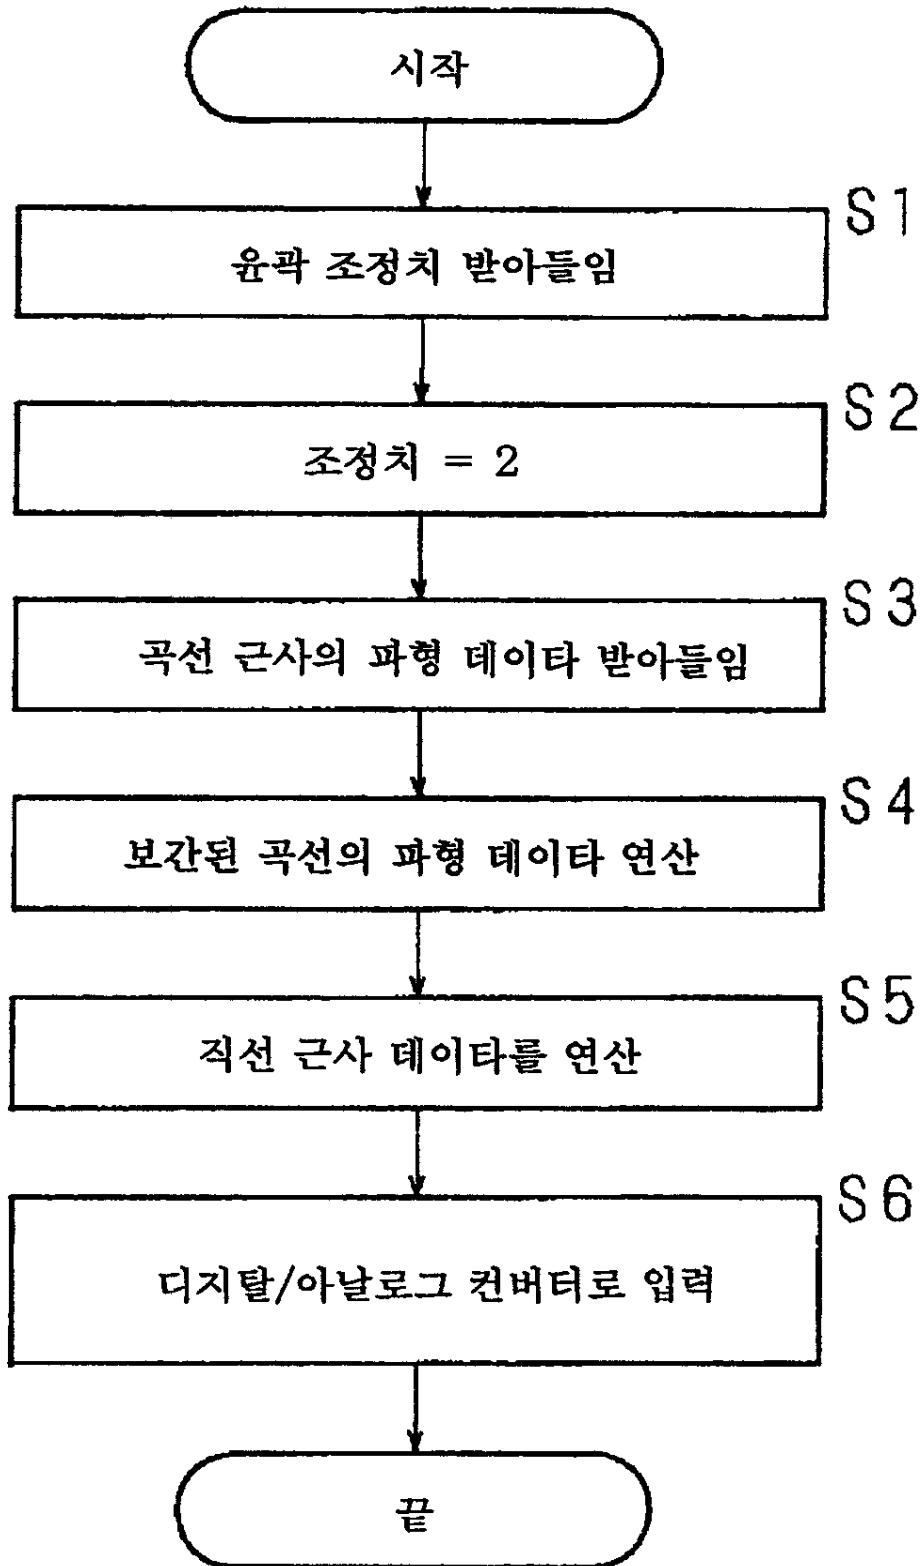 시작
S1
윤곽 조정치 받아들임
S2
조정치 = 2
S3
곡선 근사의 파형 데이타 받아들임
S4
보간된 곡선의 파형 데이타 연산
S5
직선 근사 데이타를 연산
S6
디지탈/아날로그 컨버터로 입력
끝